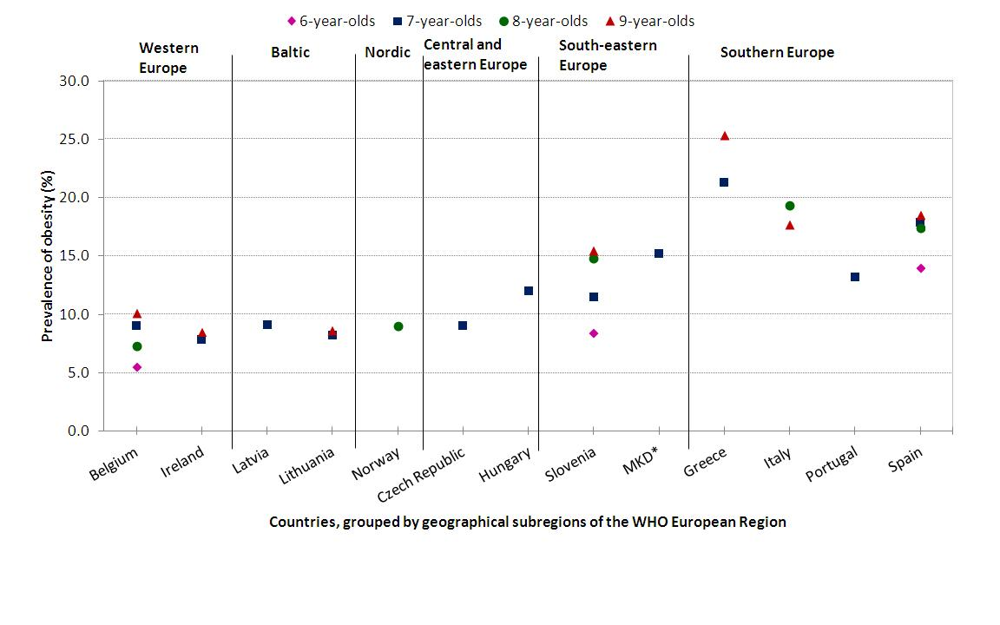 6-year-olds 7-year-olds 8-year-olds 9-year-olds
Western
Europe
Baltic
Nordic
Central and
eastern Europe
South-eastern
Europe
Southern Europe
Prevalence of obesity (%)
30.0
25.0
20.0
15.0
10.0
5.0
0.0
Belgium
Ireland
Latvia
Lithuania
Norway
Czech Republic
Hungary
Slovenia
MKD*
Greece
Italy
Portugal
Spain
Countries, grouped by geographical subregions of the WHO European Region